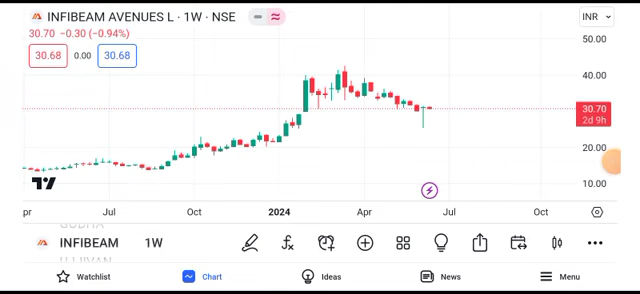 INFIBEAM AVENUES L · 1W · NSE
INR
30.70 −0.30 (−0.94%)
30.68 0.00 30.68
50.00
40.00
30.70
2d 9h
20.00
10.00
Jul Oct 2024 Apr Jul Oct
INFIBEAM 1W
Watchlist Chart Ideas News Menu